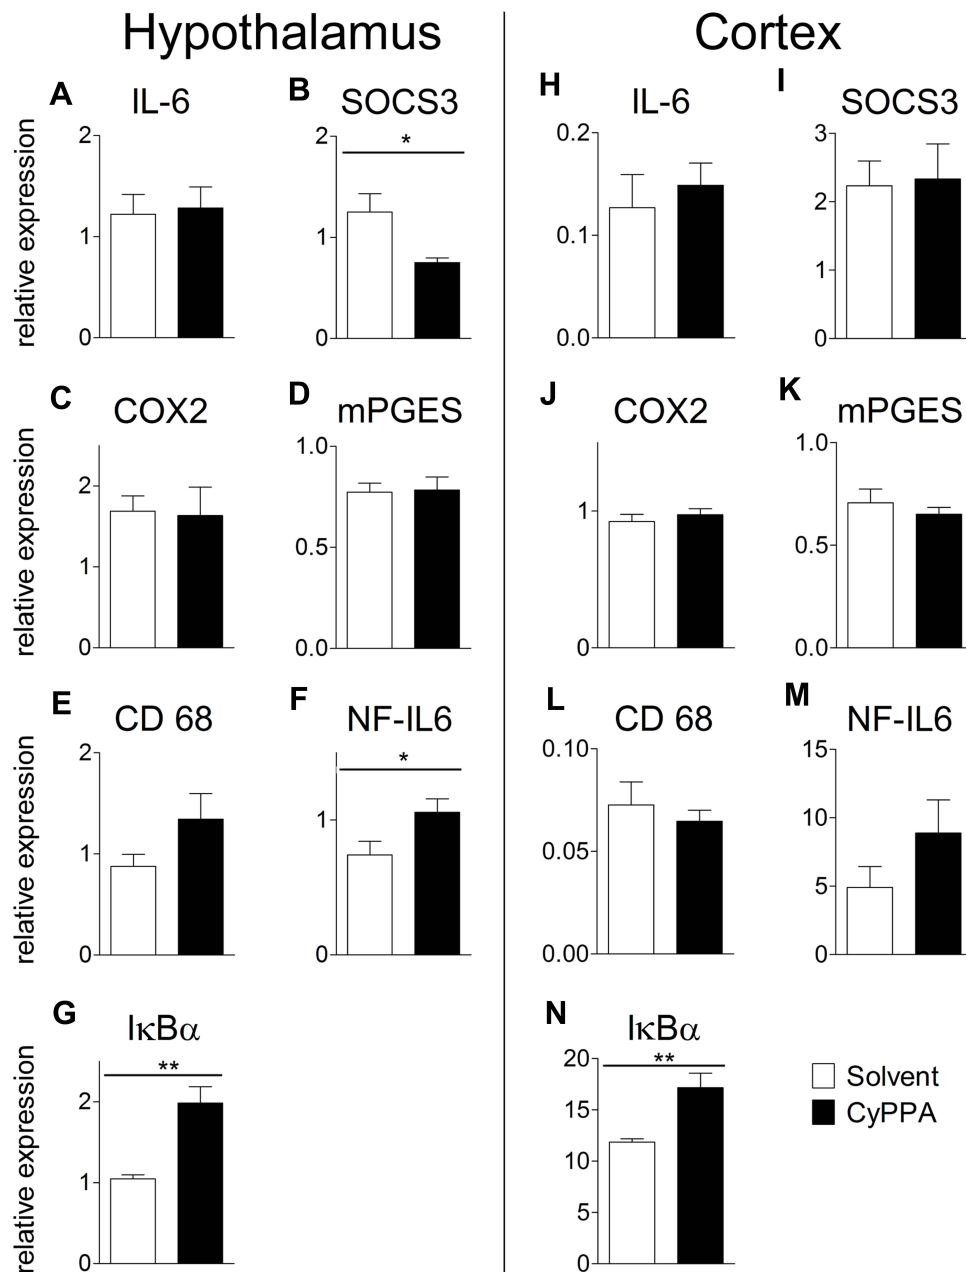 Hypothalamus
Cortex
A
IL-6
B
SOCS3
H
IL-6
I
SOCS3
relative expression
2
1
0
2
1
0
*
0.2
0.1
0.0
3
2
1
0
C
COX2
D
mPGES
J
COX2
K
mPGES
relative expression
2
1
0
1.0
0.5
0.0
1
0
1.0
0.5
0.0
E
CD 68
F
NF-IL6
L
CD 68
M
NF-IL6
relative expression
2
1
0
*
1
0
0.10
0.05
0.00
15
10
5
0
G
IκBα
N
IκBα
relative expression
**
2
1
0
**
20
15
10
5
0
Solvent
CyPPA